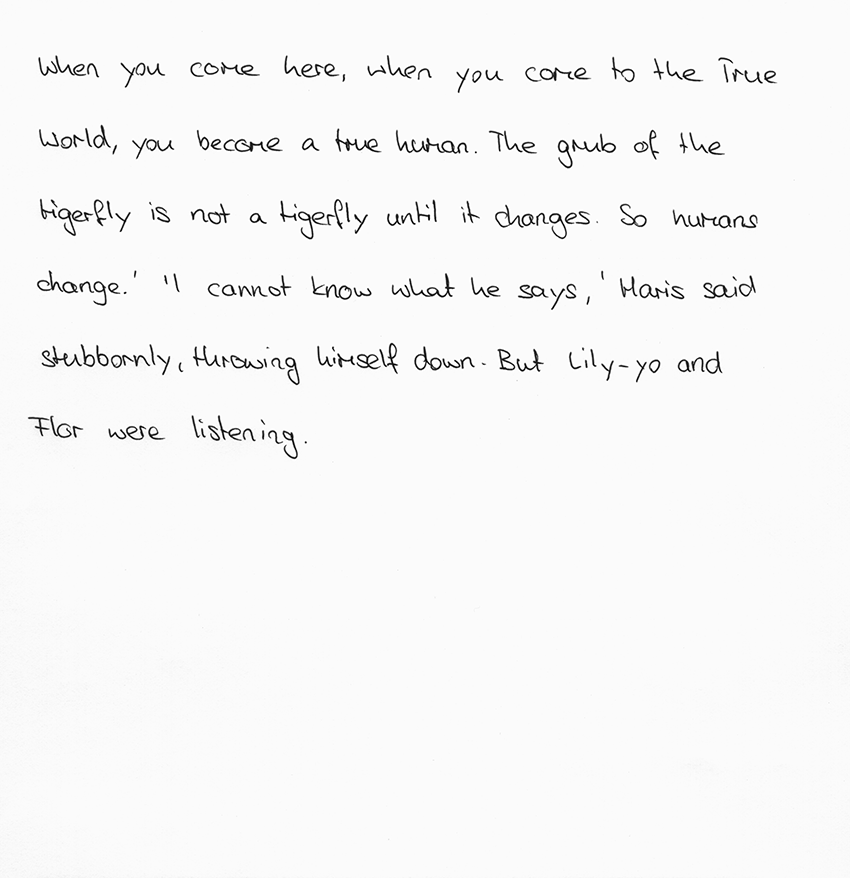 When you come here, when you come to the True
World, you become a true human. The grub of the
tigerfly is not a tigerfly until it changes. So humans
change.' 'I cannot know what he says,' Haris said
stubbornly, throwing himself down. But Lily-yo and
Flor were listening.